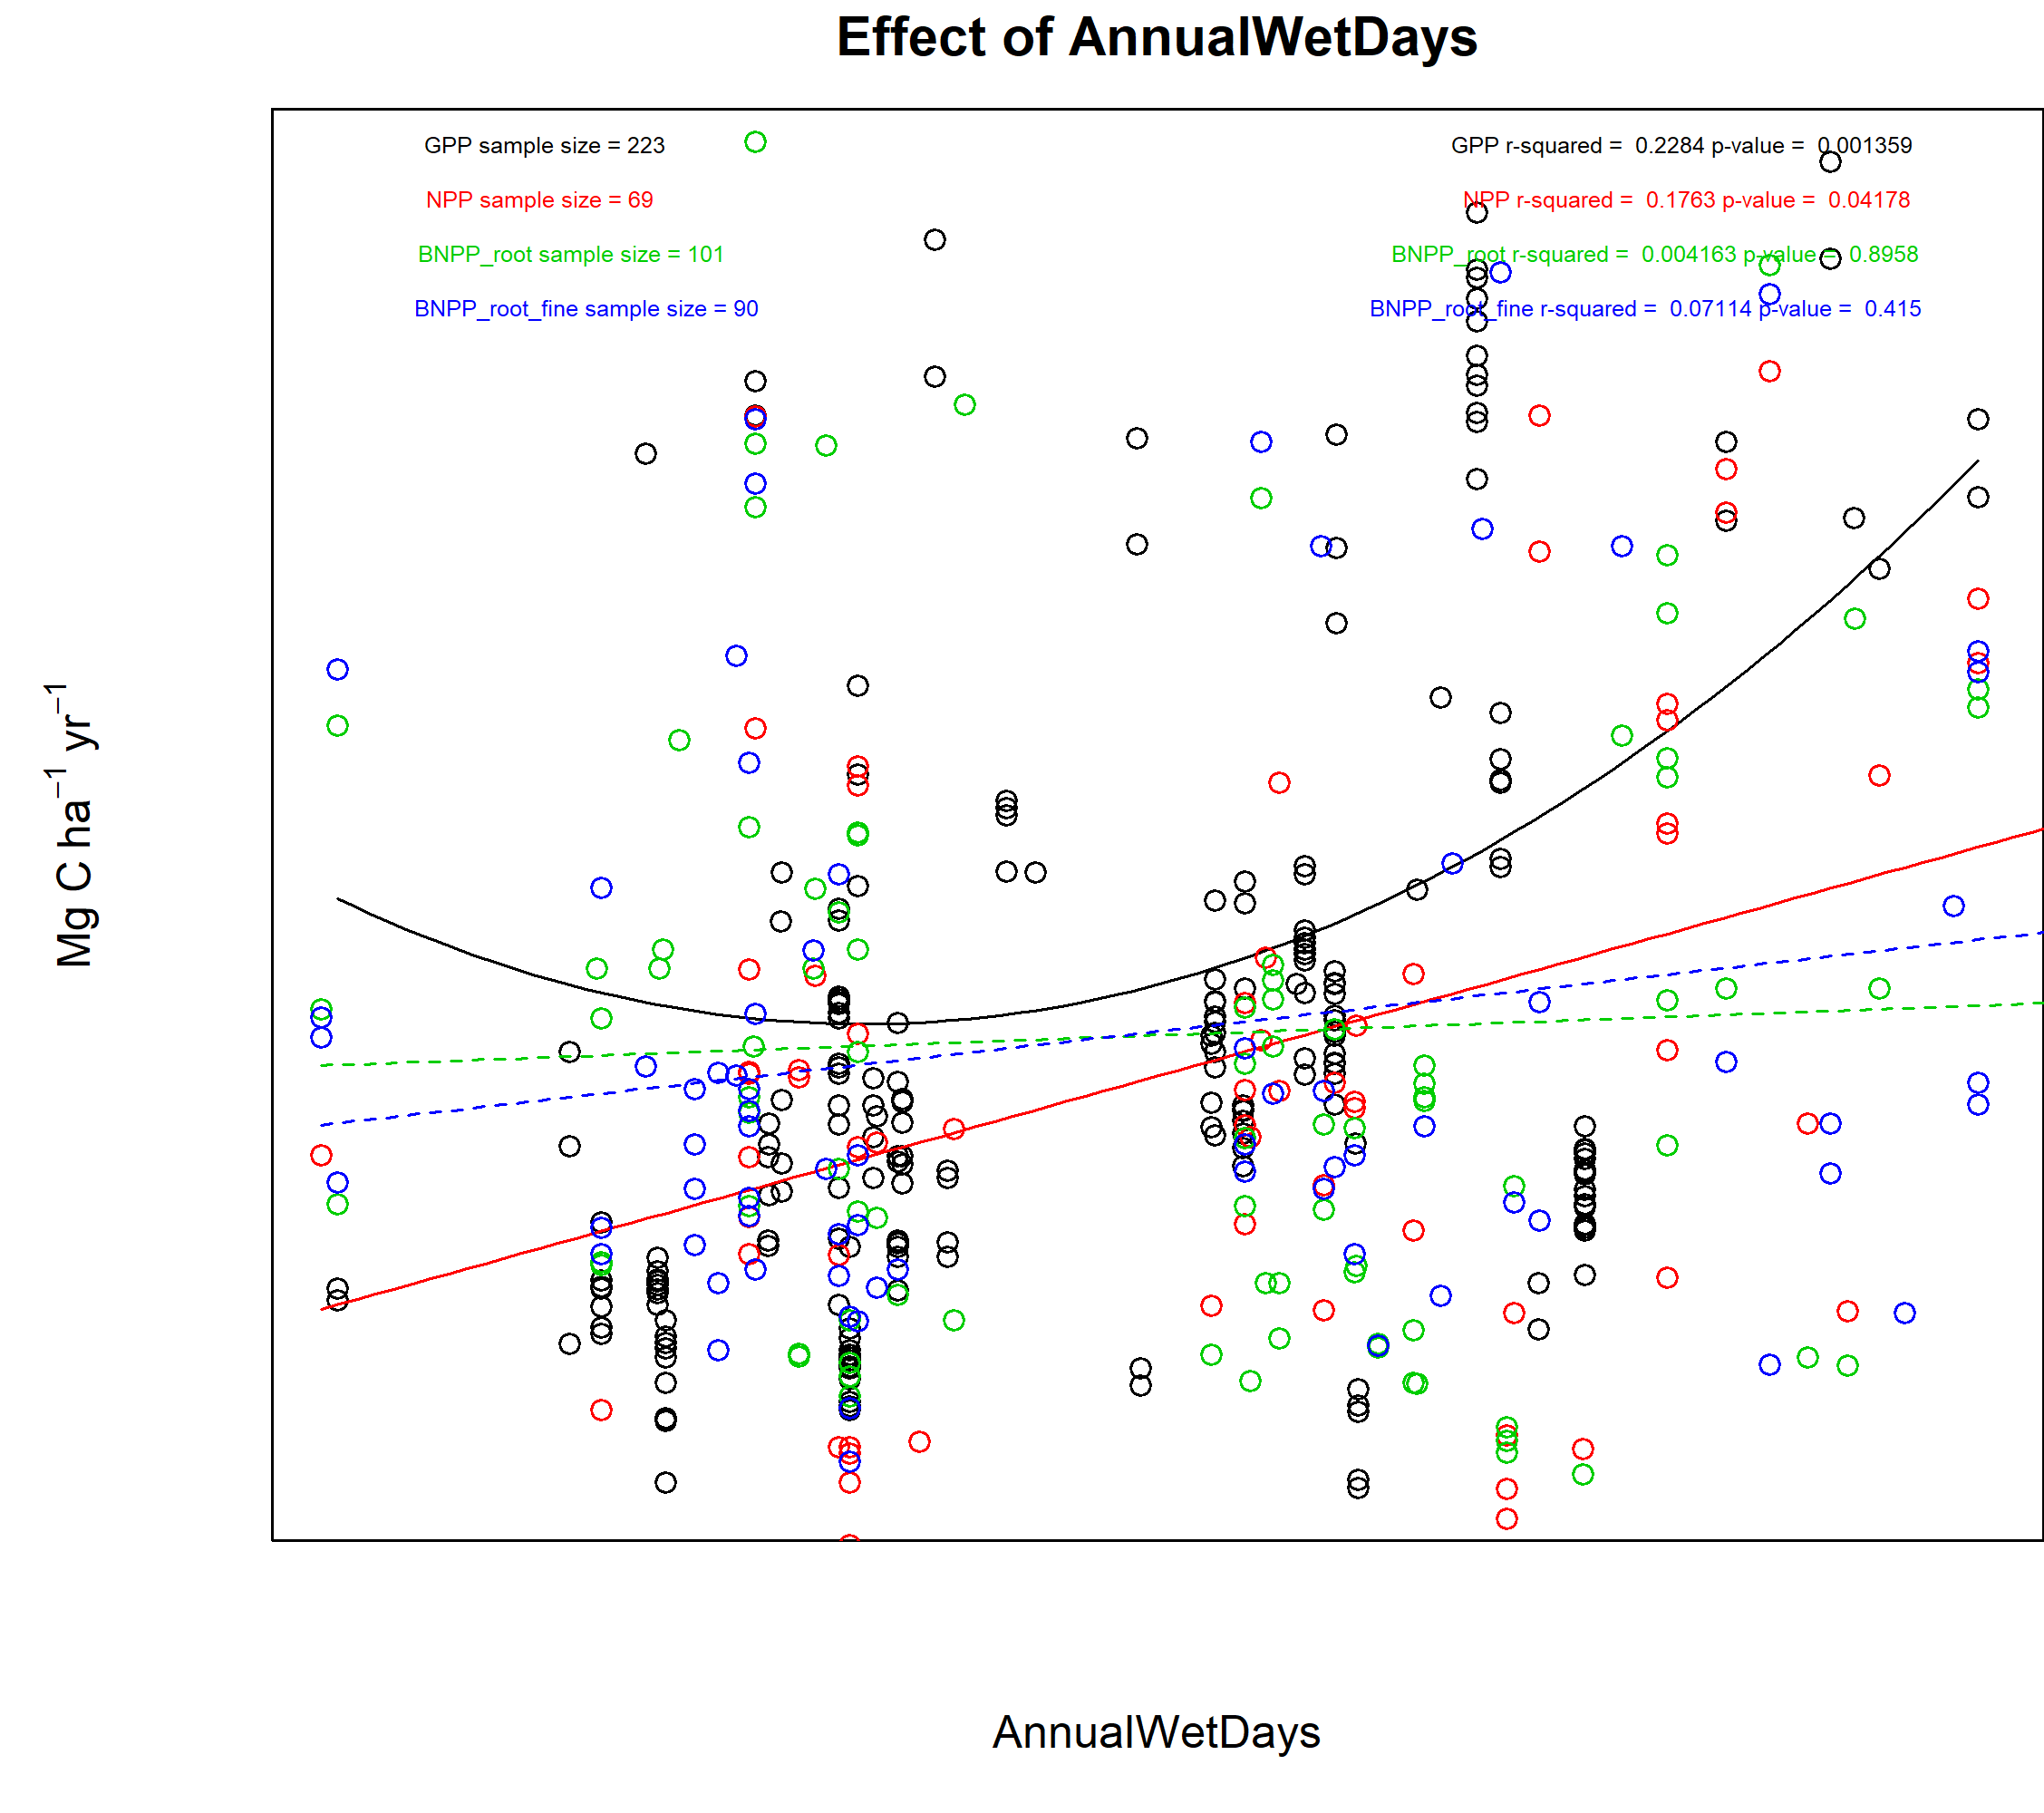 Effect of AnnualWetDays
GPP sample size = 223
GPP r-squared = 0.2284 p-value = 0.001359
NPP sample size = 69
NPP r-squared = 0.1763 p-value = 0.04178
BNPP_root sample size = 101
BNPP_root r-squared = 0.004163 p-value = 0.8958
BNPP_root_fine sample size = 90
BNPP_root_fine r-squared = 0.07114 p-value = 0.415
Mg C ha⁻¹ yr⁻¹
AnnualWetDays